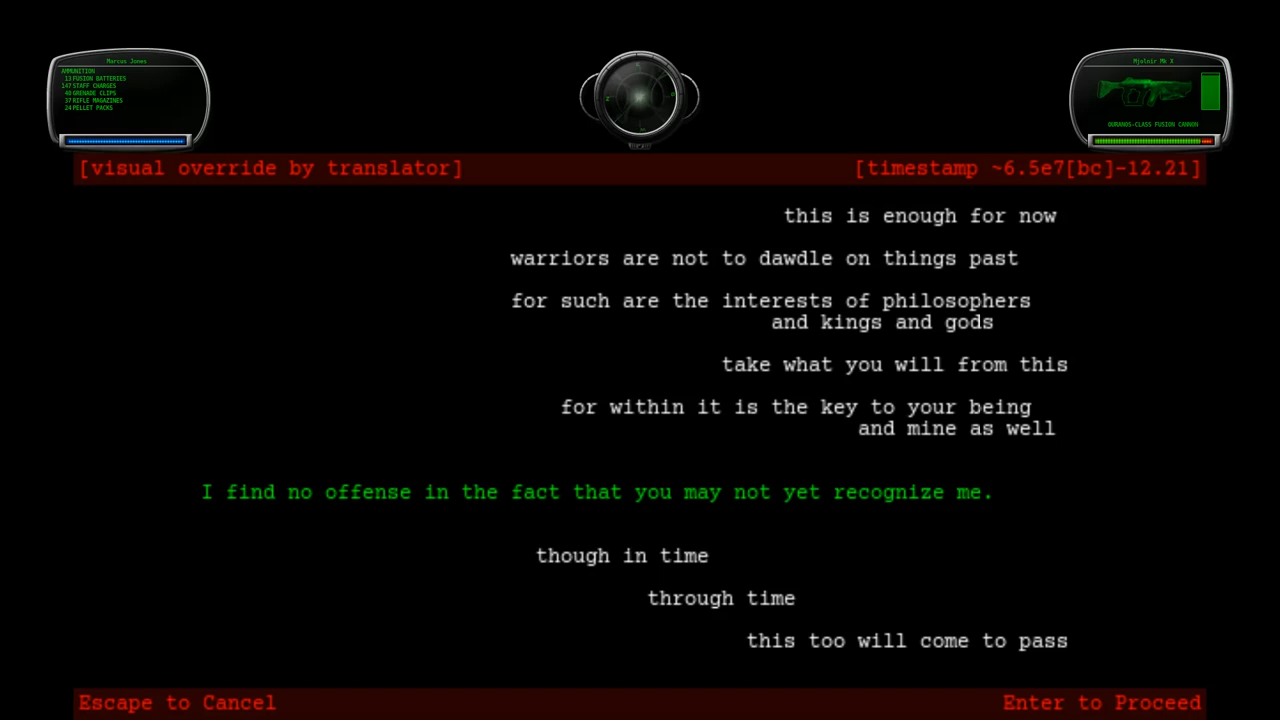 Marcus Jones
AMMUNITION
13 FUSION BATTERIES
147 STAFF CHARGES
40 GRENADE CLIPS
37 RIFLE MAGAZINES
24 PELLET PACKS
Mjolnir Mk X
OURANOS-CLASS FUSION CANNON
[visual override by translator]
[timestamp ~6.5e7[bc]-12.21]
this is enough for now
warriors are not to dawdle on things past
for such are the interests of philosophers
and kings and gods
take what you will from this
for within it is the key to your being
and mine as well
I find no offense in the fact that you may not yet recognize me.
though in time
through time
this too will come to pass
Escape to Cancel
Enter to Proceed